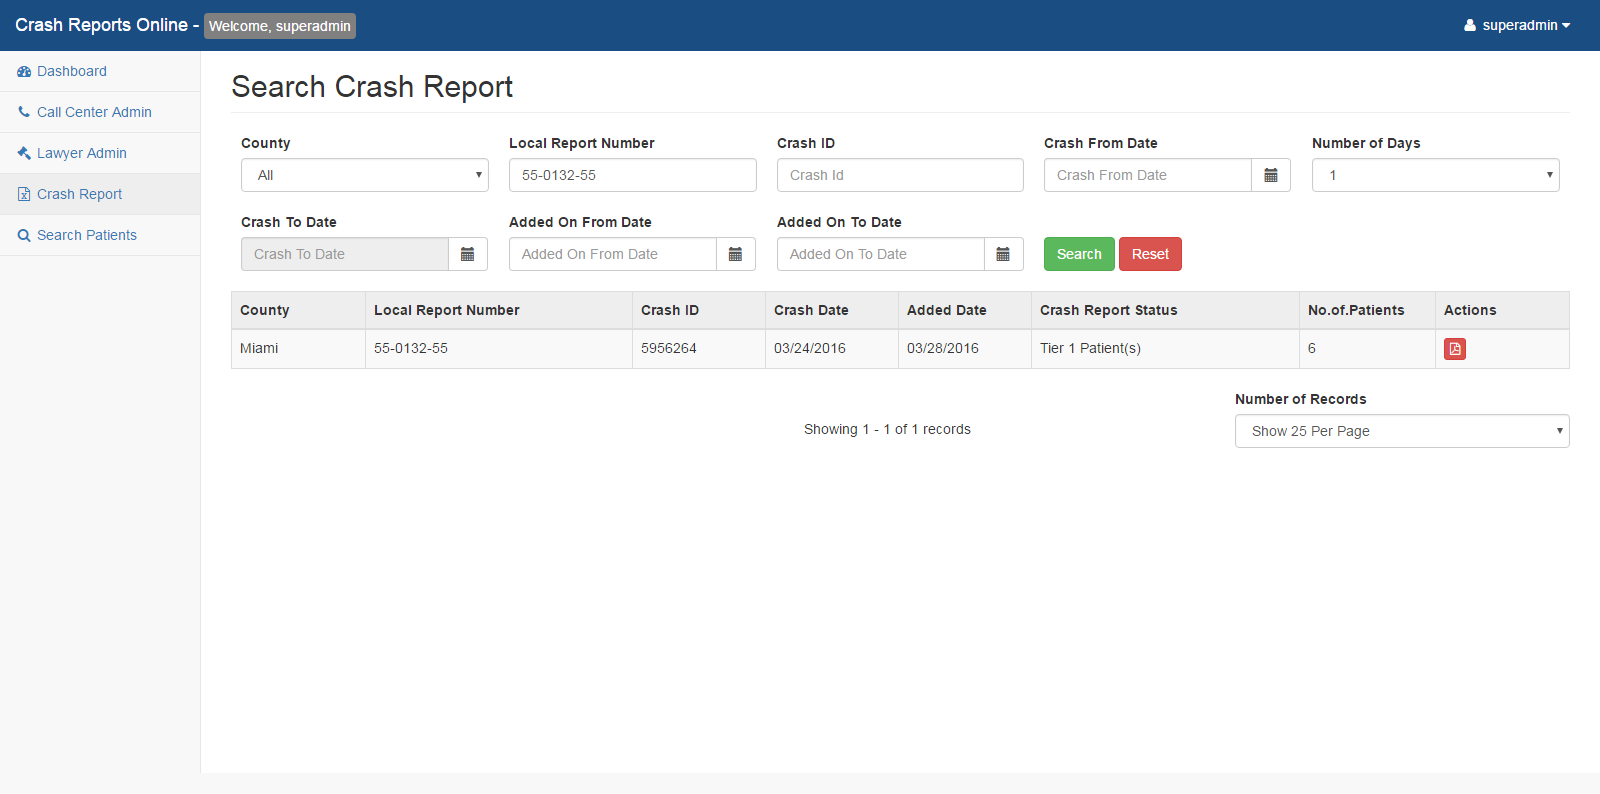 Crash Reports Online - Welcome, superadmin
superadmin
Dashboard
Call Center Admin
Lawyer Admin
Crash Report
Search Patients
Search Crash Report
County Local Report Number Crash ID Crash From Date Number of Days
All 55-0132-55 Crash Id Crash From Date 1
Crash To Date Added On From Date Added On To Date
Crash To Date Added On From Date Added On To Date Search Reset
County Local Report Number Crash ID Crash Date Added Date Crash Report Status No.of.Patients Actions
Miami 55-0132-55 5956264 03/24/2016 03/28/2016 Tier 1 Patient(s) 6
Number of Records
Showing 1 - 1 of 1 records Show 25 Per Page